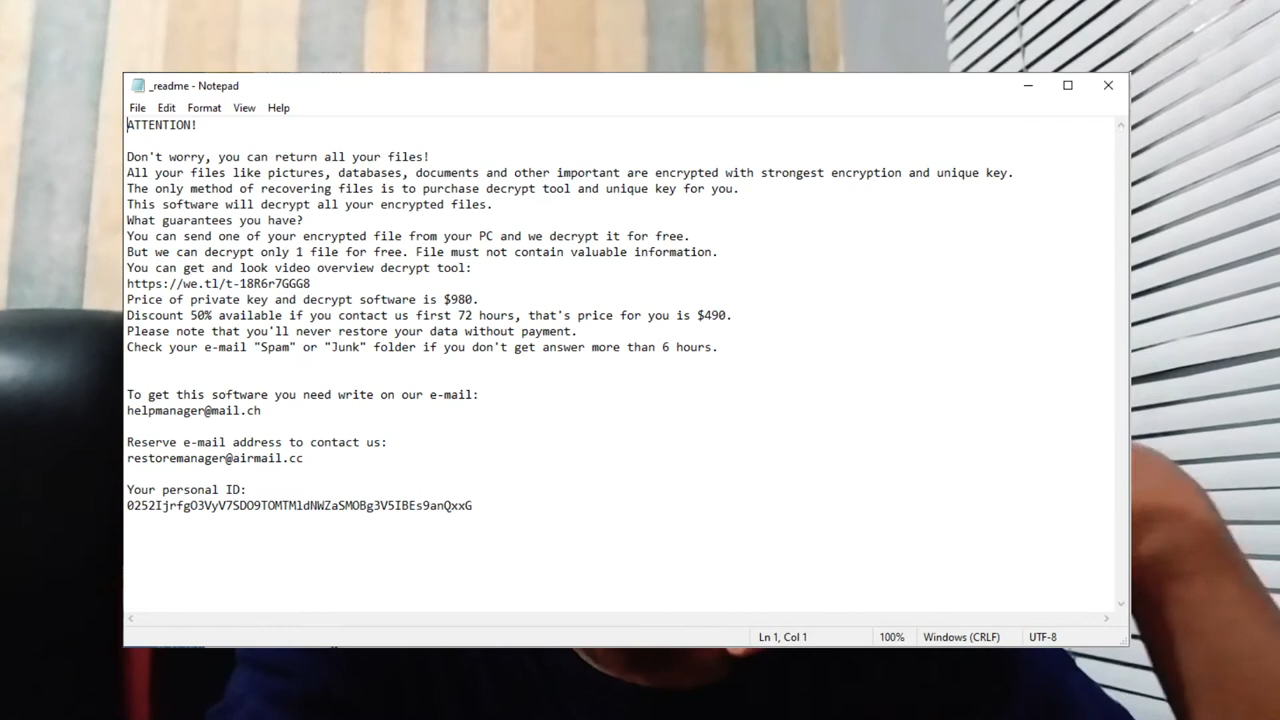 _readme - Notepad
File Edit Format View Help
ATTENTION!
Don't worry, you can return all your files!
All your files like pictures, databases, documents and other important are encrypted with strongest encryption and unique key.
The only method of recovering files is to purchase decrypt tool and unique key for you.
This software will decrypt all your encrypted files.
What guarantees you have?
You can send one of your encrypted file from your PC and we decrypt it for free.
But we can decrypt only 1 file for free. File must not contain valuable information.
You can get and look video overview decrypt tool:
https://we.tl/t-18R6r7GGG8
Price of private key and decrypt software is $980.
Discount 50% available if you contact us first 72 hours, that's price for you is $490.
Please note that you'll never restore your data without payment.
Check your e-mail "Spam" or "Junk" folder if you don't get answer more than 6 hours.
To get this software you need write on our e-mail:
helpmanager@mail.ch
Reserve e-mail address to contact us:
restoremanager@airmail.cc
Your personal ID:
0252IjrfgO3VyV7SDO9TOMTMldNWZaSMOBg3V5IBEs9anQxxG
Ln 1, Col 1 100% Windows (CRLF) UTF-8